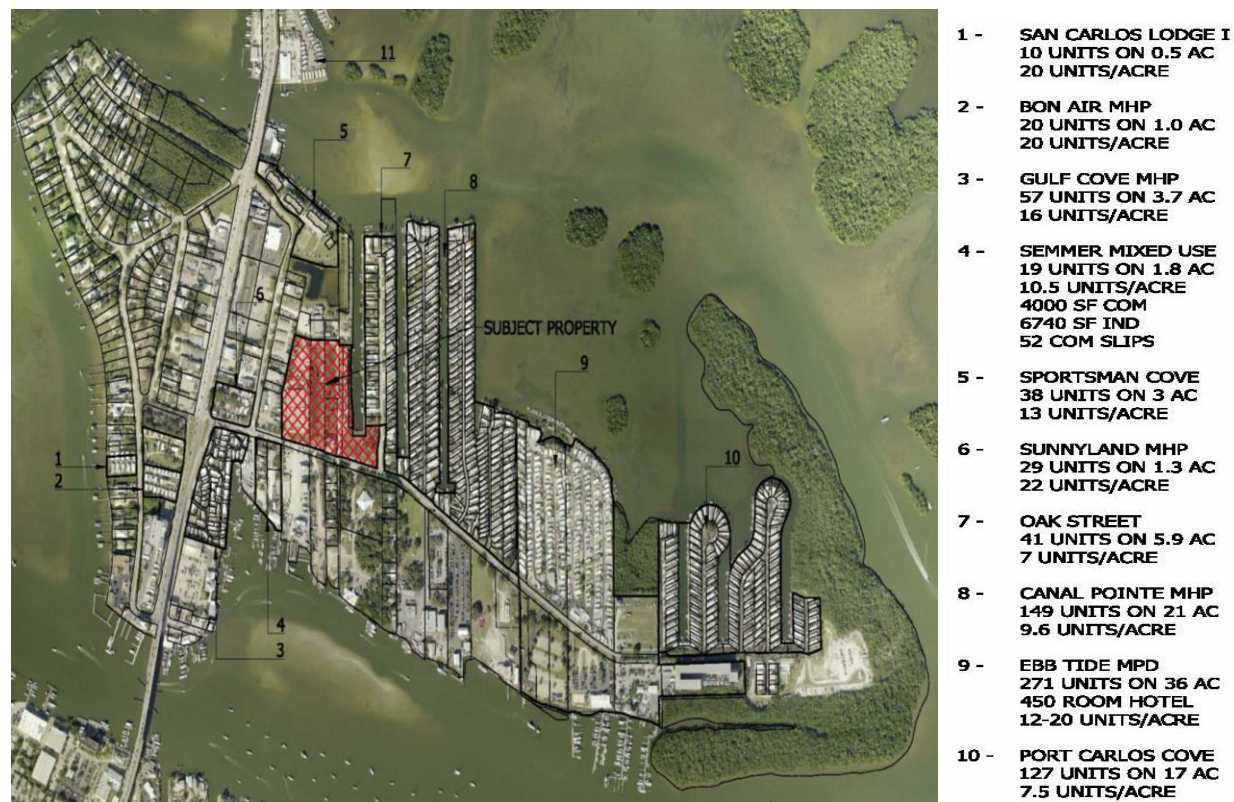 11
5
7
8
6
SUBJECT PROPERTY
9
1
2
10
4
3
1 - SAN CARLOS LODGE I
10 UNITS ON 0.5 AC
20 UNITS/ACRE
2 - BON AIR MHP
20 UNITS ON 1.0 AC
20 UNITS/ACRE
3 - GULF COVE MHP
57 UNITS ON 3.7 AC
16 UNITS/ACRE
4 - SEMMER MIXED USE
19 UNITS ON 1.8 AC
10.5 UNITS/ACRE
4000 SF COM
6740 SF IND
52 COM SLIPS
5 - SPORTSMAN COVE
38 UNITS ON 3 AC
13 UNITS/ACRE
6 - SUNNYLAND MHP
29 UNITS ON 1.3 AC
22 UNITS/ACRE
7 - OAK STREET
41 UNITS ON 5.9 AC
7 UNITS/ACRE
8 - CANAL POINTE MHP
149 UNITS ON 21 AC
9.6 UNITS/ACRE
9 - EBB TIDE MPD
271 UNITS ON 36 AC
450 ROOM HOTEL
12-20 UNITS/ACRE
10 - PORT CARLOS COVE
127 UNITS ON 17 AC
7.5 UNITS/ACRE